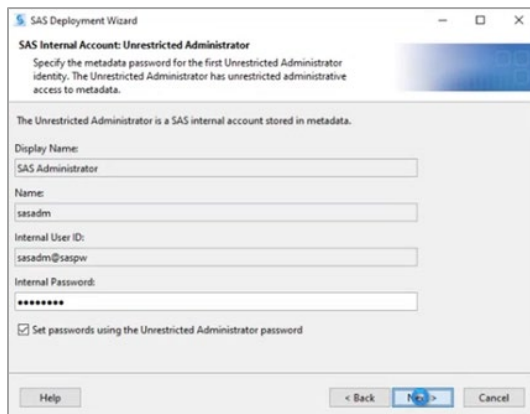 SAS Deployment Wizard
SAS Internal Account: Unrestricted Administrator
Specify the metadata password for the first Unrestricted Administrator
identity. The Unrestricted Administrator has unrestricted administrative
access to metadata.
The Unrestricted Administrator is a SAS internal account stored in metadata.
Display Name:
SAS Administrator
Name:
sasadm
Internal User ID:
sasadm@saspw
Internal Password:
••••••••
Set passwords using the Unrestricted Administrator password
Help
< Back
Next >
Cancel